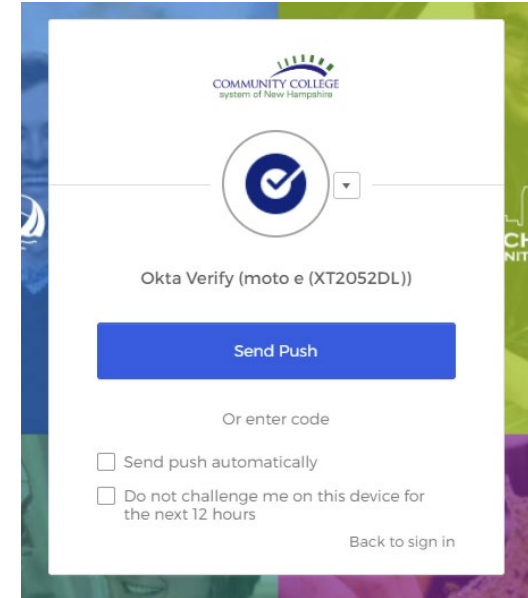 COMMUNITY COLLEGE
system of New Hampshire
Okta Verify (moto e (XT2052DL))
Send Push
Or enter code
Send push automatically
Do not challenge me on this device for
the next 12 hours
Back to sign in